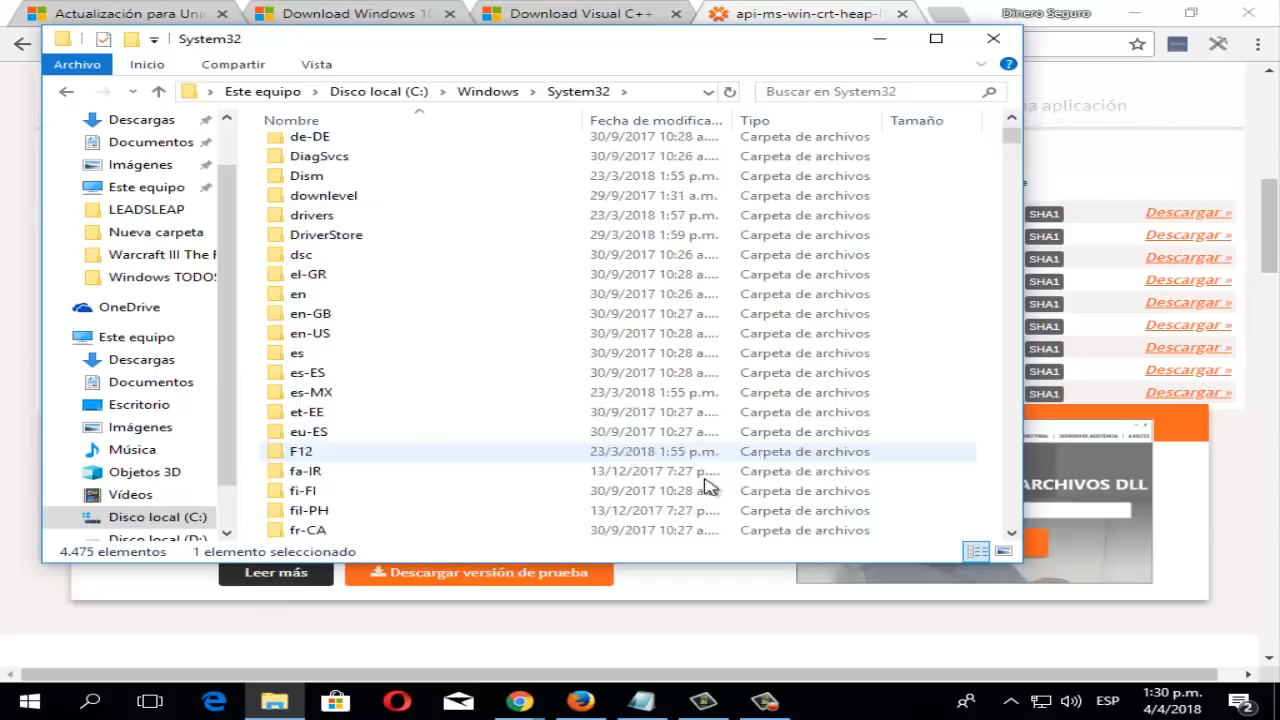 Actualización para Uni
Download Windows 10
Download Visual C++
api-ms-win-crt-heap-l
Dinero Seguro
System32
Archivo
Inicio
Compartir
Vista
Este equipo > Disco local (C:) > Windows > System32 >
Buscar en System32
a aplicación
Descargas
Documentos
Imágenes
Este equipo
LEADSLEAP
Nueva carpeta
Warcraft III The F
Windows TODOS
OneDrive
Este equipo
Descargas
Documentos
Escritorio
Imágenes
Música
Objetos 3D
Vídeos
Disco local (C:)
Disco local (D:)
Nombre Fecha de modifica... Tipo Tamaño
de-DE 30/9/2017 10:28 a.... Carpeta de archivos
DiagSvcs 30/9/2017 10:26 a.... Carpeta de archivos
Dism 23/3/2018 1:55 p.m. Carpeta de archivos
downlevel 29/9/2017 1:31 a.m. Carpeta de archivos
drivers 23/3/2018 1:57 p.m. Carpeta de archivos
DriverStore 29/3/2018 1:59 p.m. Carpeta de archivos
dsc 30/9/2017 10:26 a.... Carpeta de archivos
el-GR 30/9/2017 10:28 a.... Carpeta de archivos
en 30/9/2017 10:26 a.... Carpeta de archivos
en-GB 30/9/2017 10:27 a.... Carpeta de archivos
en-US 30/9/2017 10:28 a.... Carpeta de archivos
es 30/9/2017 10:28 a.... Carpeta de archivos
es-ES 30/9/2017 10:28 a.... Carpeta de archivos
es-MX 23/3/2018 1:55 p.m. Carpeta de archivos
et-EE 30/9/2017 10:27 a.... Carpeta de archivos
eu-ES 30/9/2017 10:27 a.... Carpeta de archivos
F12 23/3/2018 1:55 p.m. Carpeta de archivos
fa-IR 13/12/2017 7:27 p.... Carpeta de archivos
fi-FI 30/9/2017 10:28 a.... Carpeta de archivos
fil-PH 13/12/2017 7:27 p.... Carpeta de archivos
fr-CA 30/9/2017 10:27 a.... Carpeta de archivos
4.475 elementos 1 elemento seleccionado
SHA1 Descargar »
SHA1 Descargar »
SHA1 Descargar »
SHA1 Descargar »
SHA1 Descargar »
SHA1 Descargar »
SHA1 Descargar »
SHA1 Descargar »
SHA1 Descargar »
ARCHIVOS DLL
Leer más
Descargar versión de prueba
ESP
1:30 p.m.
4/4/2018
2